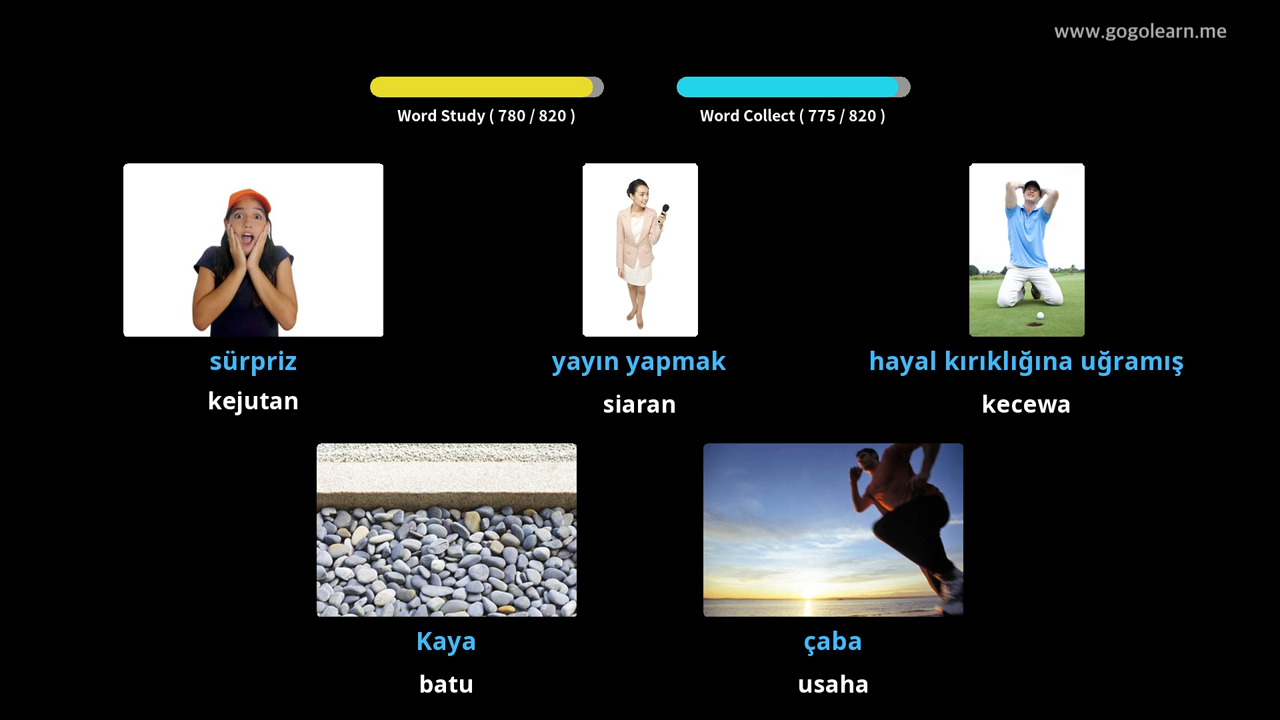 www.gogolearn.me
Word Study ( 780 / 820 )
Word Collect ( 775 / 820 )
sürpriz
kejutan
yayın yapmak
siaran
hayal kırıklığına uğramış
kecewa
Kaya
batu
çaba
usaha